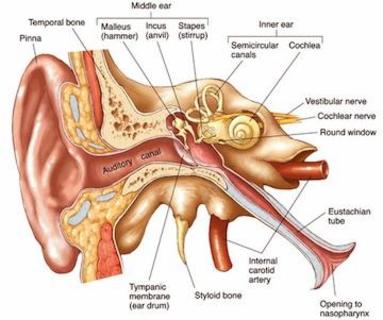 Middle ear
Temporal bone
Pinna
Malleus
(hammer)
Incus
(anvil)
Stapes
(stirrup)
Inner ear
Semicircular
canals
Cochlea
Vestibular nerve
Cochlear nerve
Round window
Auditory canal
Eustachian
tube
Internal
carotid
artery
Tympanic
membrane
(ear drum)
Styloid bone
Opening to
nasopharynx